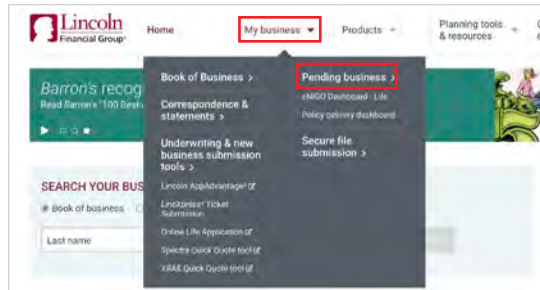 Lincoln
Financial Group®
Home
My business
Products
Planning tools
& resources
Barron's recog
Read Barron's "100 Best
Book of Business >
Correspondence &
statements >
Underwriting & new
business submission
tools >
Lincoln AppAdvantage®
LincXpress® Ticket
Submission
Online Life Application
Spectra Quick Quote tool
XRAE Quick Quote tool
Pending business >
eNIGO Dashboard - Life
Policy delivery dashboard
Secure file
submission >
SEARCH YOUR BUS
Book of business
Last name